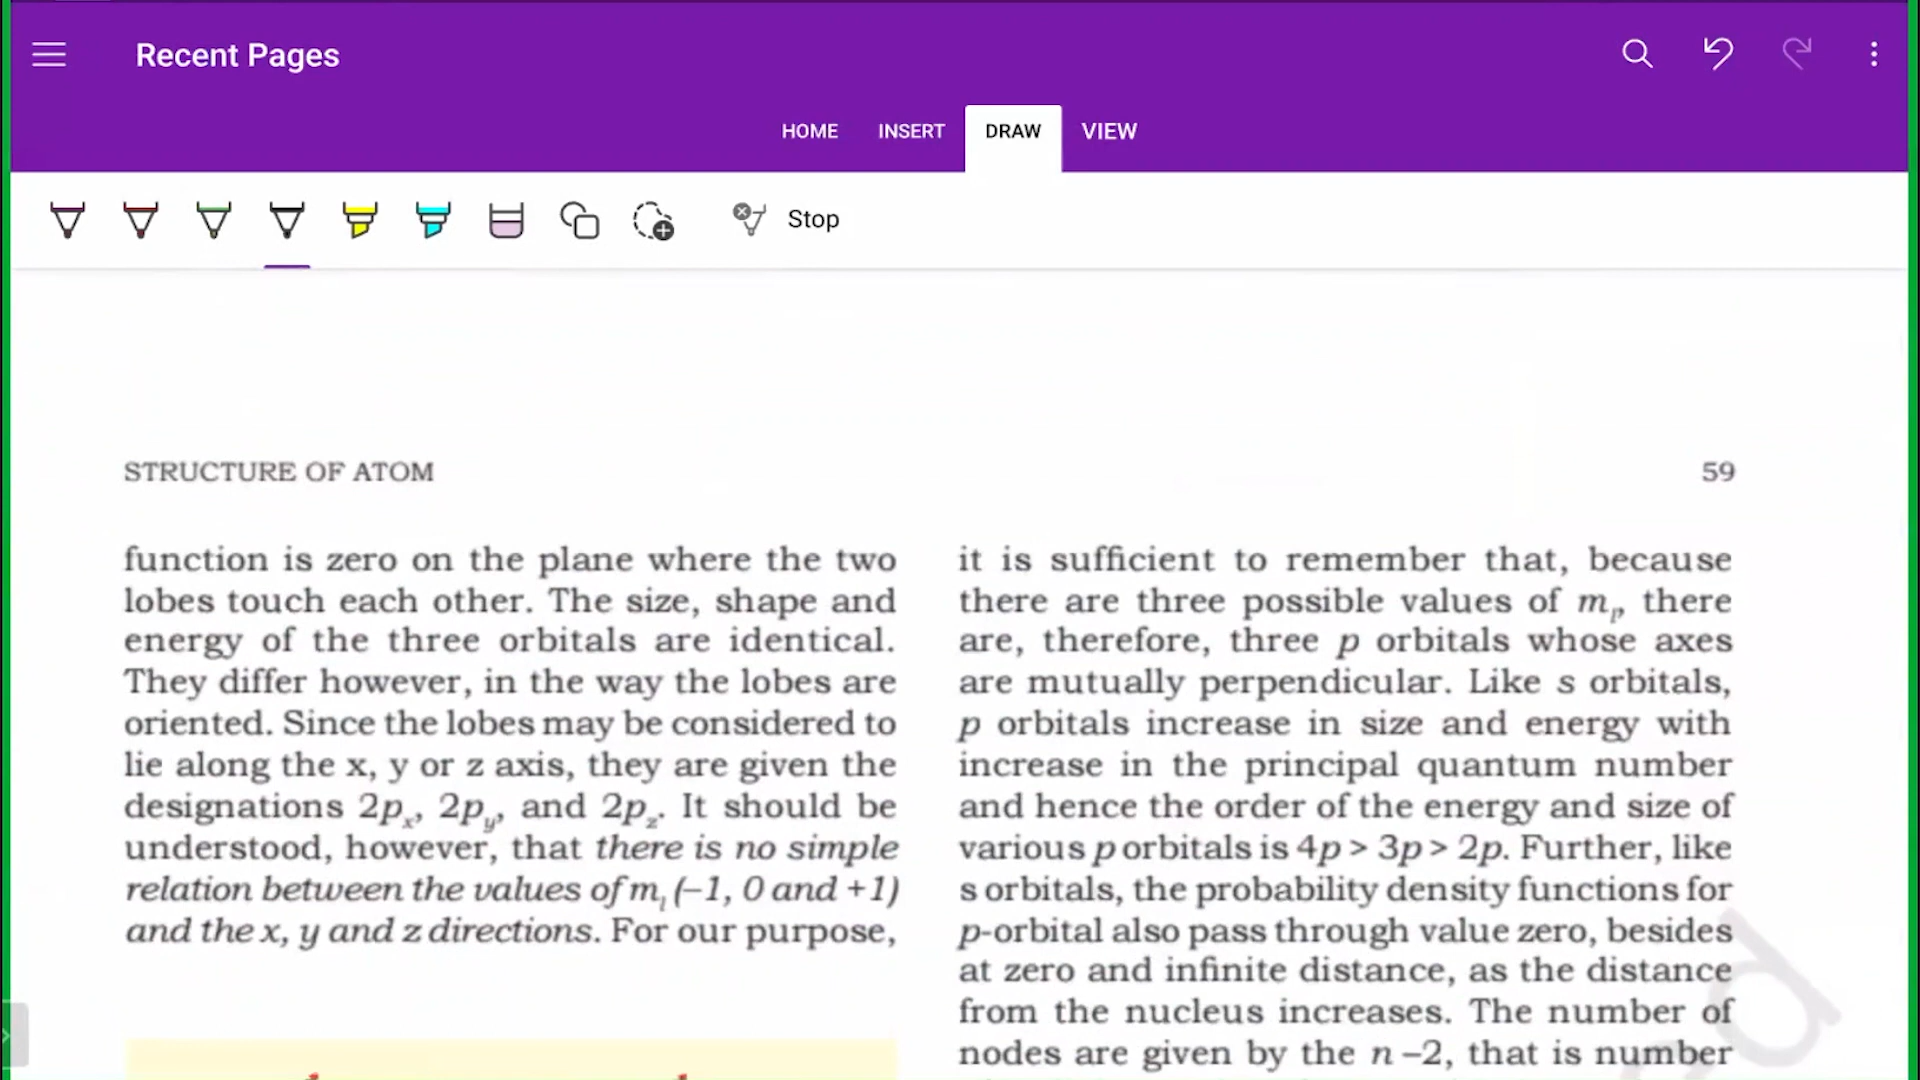 Recent Pages
HOME INSERT DRAW VIEW
Stop
STRUCTURE OF ATOM 59
function is zero on the plane where the two
lobes touch each other. The size, shape and
energy of the three orbitals are identical.
They differ however, in the way the lobes are
oriented. Since the lobes may be considered to
lie along the x, y or z axis, they are given the
designations 2pₓ, 2p_y, and 2p_z. It should be
understood, however, that there is no simple
relation between the values of mₗ (–1, 0 and +1)
and the x, y and z directions. For our purpose,
it is sufficient to remember that, because
there are three possible values of mₗ, there
are, therefore, three p orbitals whose axes
are mutually perpendicular. Like s orbitals,
p orbitals increase in size and energy with
increase in the principal quantum number
and hence the order of the energy and size of
various p orbitals is 4p > 3p > 2p. Further, like
s orbitals, the probability density functions for
p-orbital also pass through value zero, besides
at zero and infinite distance, as the distance
from the nucleus increases. The number of
nodes are given by the n –2, that is number